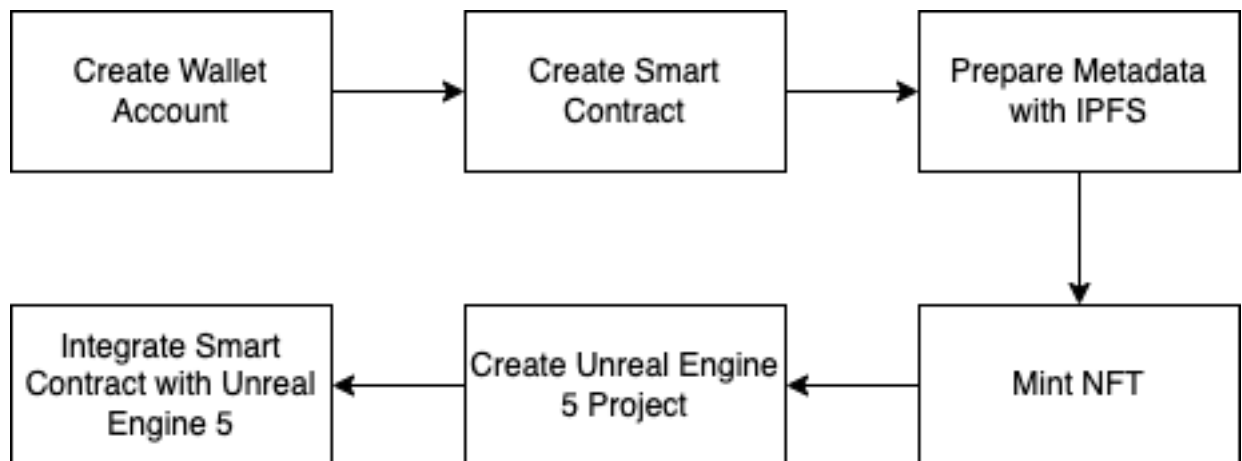 Create Wallet
Account
Create Smart
Contract
Prepare Metadata
with IPFS
Mint NFT
Create Unreal Engine
5 Project
Integrate Smart
Contract with Unreal
Engine 5